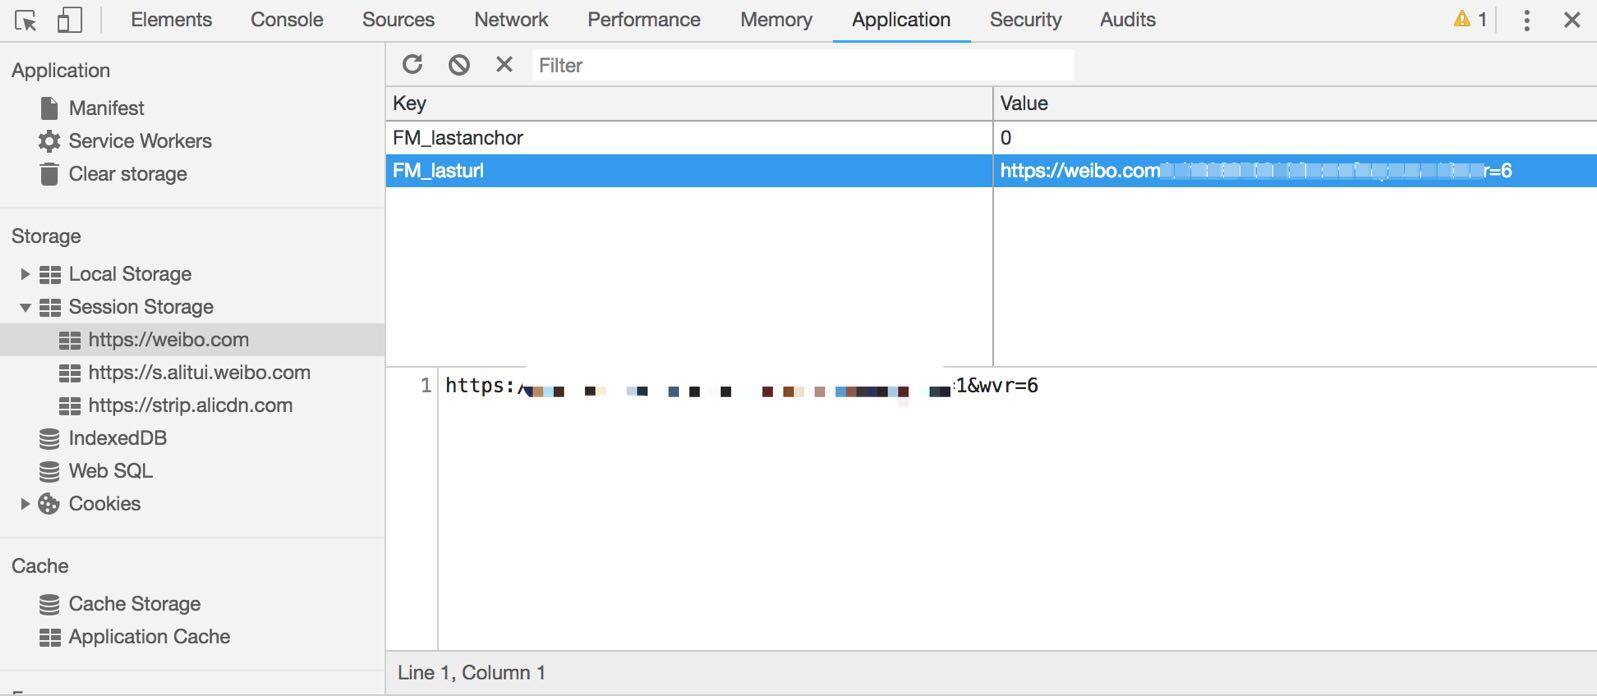 Elements Console Sources Network Performance Memory Application Security Audits 1
Application
Manifest
Service Workers
Clear storage
Storage
Local Storage
Session Storage
https://weibo.com
https://s.alitui.weibo.com
https://strip.alicdn.com
IndexedDB
Web SQL
Cookies
Cache
Cache Storage
Application Cache
Filter
Key Value
FM_lastanchor 0
FM_lasturl https://weibo.com r=6
1 https:/ =1&wvr=6
Line 1, Column 1